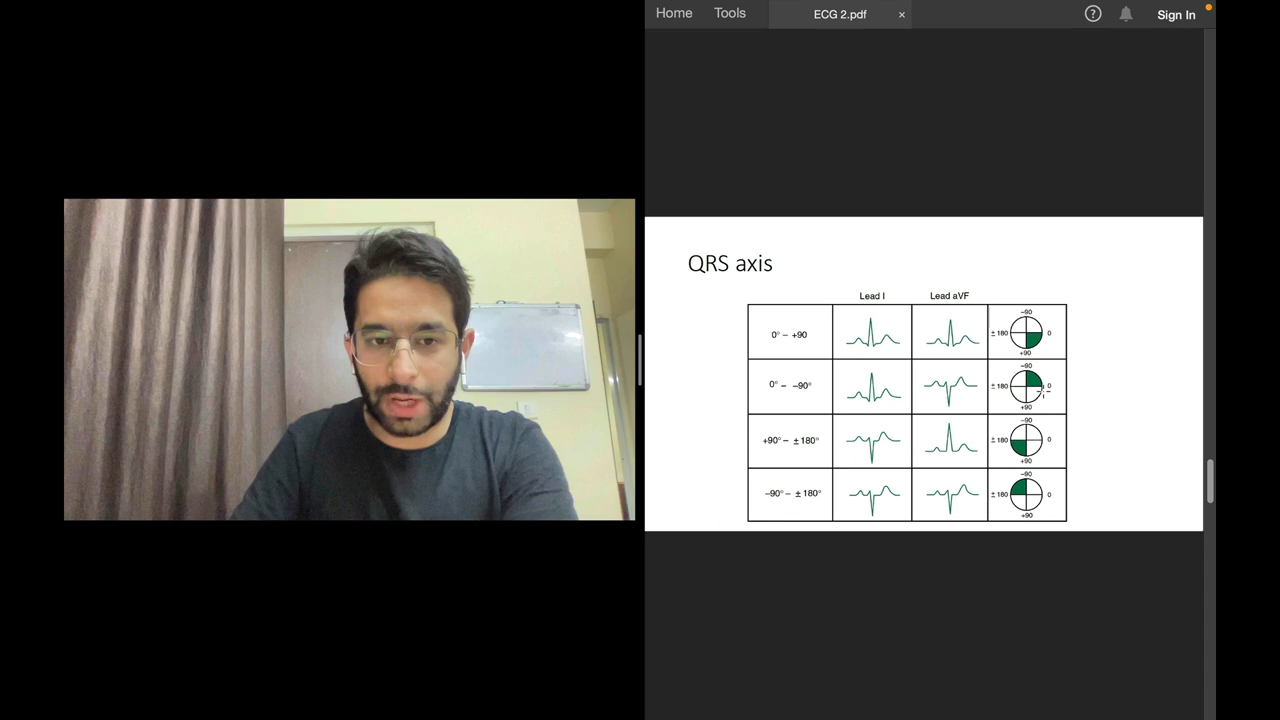 Home Tools ECG 2.pdf × ? Sign In
QRS axis
Lead I Lead aVF
0° – +90
−90
± 180 0
+90
0° – −90°
−90
± 180 0
+90
+90° – ± 180°
−90
± 180 0
+90
−90° – ± 180°
−90
± 180 0
+90